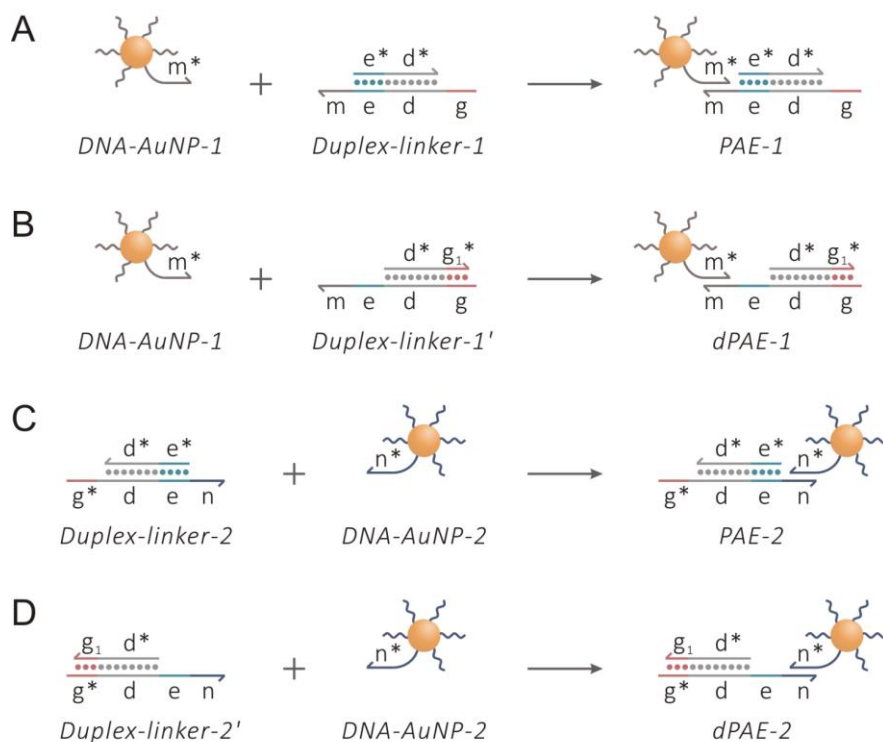 A
m*
+
e* d*
m e d g
m* e* d*
m e d g
DNA-AuNP-1
Duplex-linker-1
PAE-1
B
m*
+
d* g₁*
m e d g
m* d* g₁*
m e d g
DNA-AuNP-1
Duplex-linker-1'
dPAE-1
C
d* e*
g* d e n
+
n*
d* e* n*
g* d e n
Duplex-linker-2
DNA-AuNP-2
PAE-2
D
g₁ d*
g* d e n
+
n*
g₁ d* n*
g* d e n
Duplex-linker-2'
DNA-AuNP-2
dPAE-2